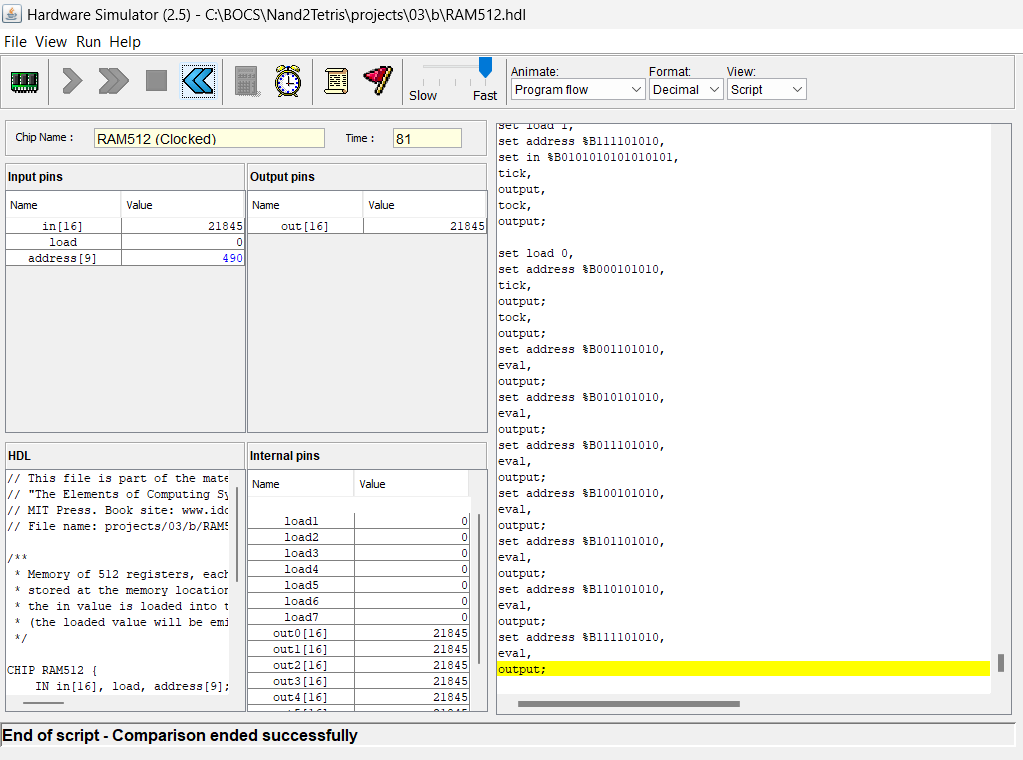 Hardware Simulator (2.5) - C:\BOCS\Nand2Tetris\projects\03\b\RAM512.hdl
File View Run Help
Slow Fast
Animate:
Program flow
Format:
Decimal
View:
Script
Chip Name : RAM512 (Clocked) Time : 81
Input pins
Name Value
in[16] 21845
load 0
address[9] 490
Output pins
Name Value
out[16] 21845
HDL
// This file is part of the mate
// "The Elements of Computing Sy
// MIT Press. Book site: www.idc
// File name: projects/03/b/RAM5
/**
* Memory of 512 registers, each
* stored at the memory location
* the in value is loaded into t
* (the loaded value will be emi
*/
CHIP RAM512 {
IN in[16], load, address[9];
Internal pins
Name Value
load1 0
load2 0
load3 0
load4 0
load5 0
load6 0
load7 0
out0[16] 21845
out1[16] 21845
out2[16] 21845
out3[16] 21845
out4[16] 21845
out5[16] 21845
set load 1,
set address %B111101010,
set in %B0101010101010101,
tick,
output,
tock,
output;
set load 0,
set address %B000101010,
tick,
output;
tock,
output;
set address %B001101010,
eval,
output;
set address %B010101010,
eval,
output;
set address %B011101010,
eval,
output;
set address %B100101010,
eval,
output;
set address %B101101010,
eval,
output;
set address %B110101010,
eval,
output;
set address %B111101010,
eval,
output;
End of script - Comparison ended successfully